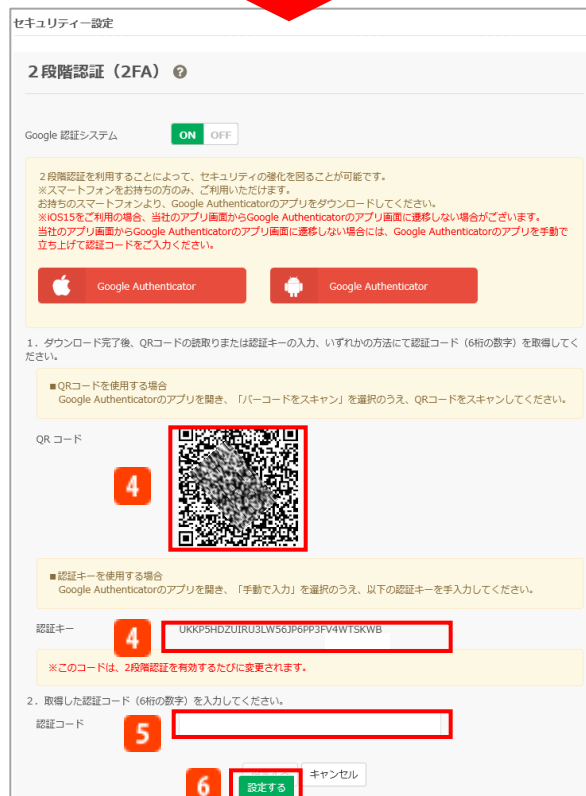 セキュリティー設定
２段階認証（2FA） ?
Google 認証システム ON OFF
２段階認証を利用することによって、セキュリティの強化を図ることが可能です。
※スマートフォンをお持ちの方のみ、ご利用いただけます。
お持ちのスマートフォンより、Google Authenticatorのアプリをダウンロードしてください。
※iOS15をご利用の場合、当社のアプリ画面からGoogle Authenticatorのアプリ画面に遷移しない場合がございます。
当社のアプリ画面からGoogle Authenticatorのアプリ画面に遷移しない場合には、Google Authenticatorのアプリを手動で
立ち上げて認証コードをご入力ください。
Google Authenticator Google Authenticator
1．ダウンロード完了後、QRコードの読取りまたは認証キーの入力、いずれかの方法にて認証コード（6桁の数字）を取得してく
ださい。
■QRコードを使用する場合
Google Authenticatorのアプリを開き、「バーコードをスキャン」を選択のうえ、QRコードをスキャンしてください。
QR コード
4
■認証キーを使用する場合
Google Authenticatorのアプリを開き、「手動で入力」を選択のうえ、以下の認証キーを手入力してください。
認証キー 4 UKKP5HDZUIRU3LW56JP6PP3FV4WTSKWB
※このコードは、2段階認証を有効するたびに変更されます。
2．取得した認証コード（6桁の数字）を入力してください。
認証コード 5
キャンセル
6 設定する